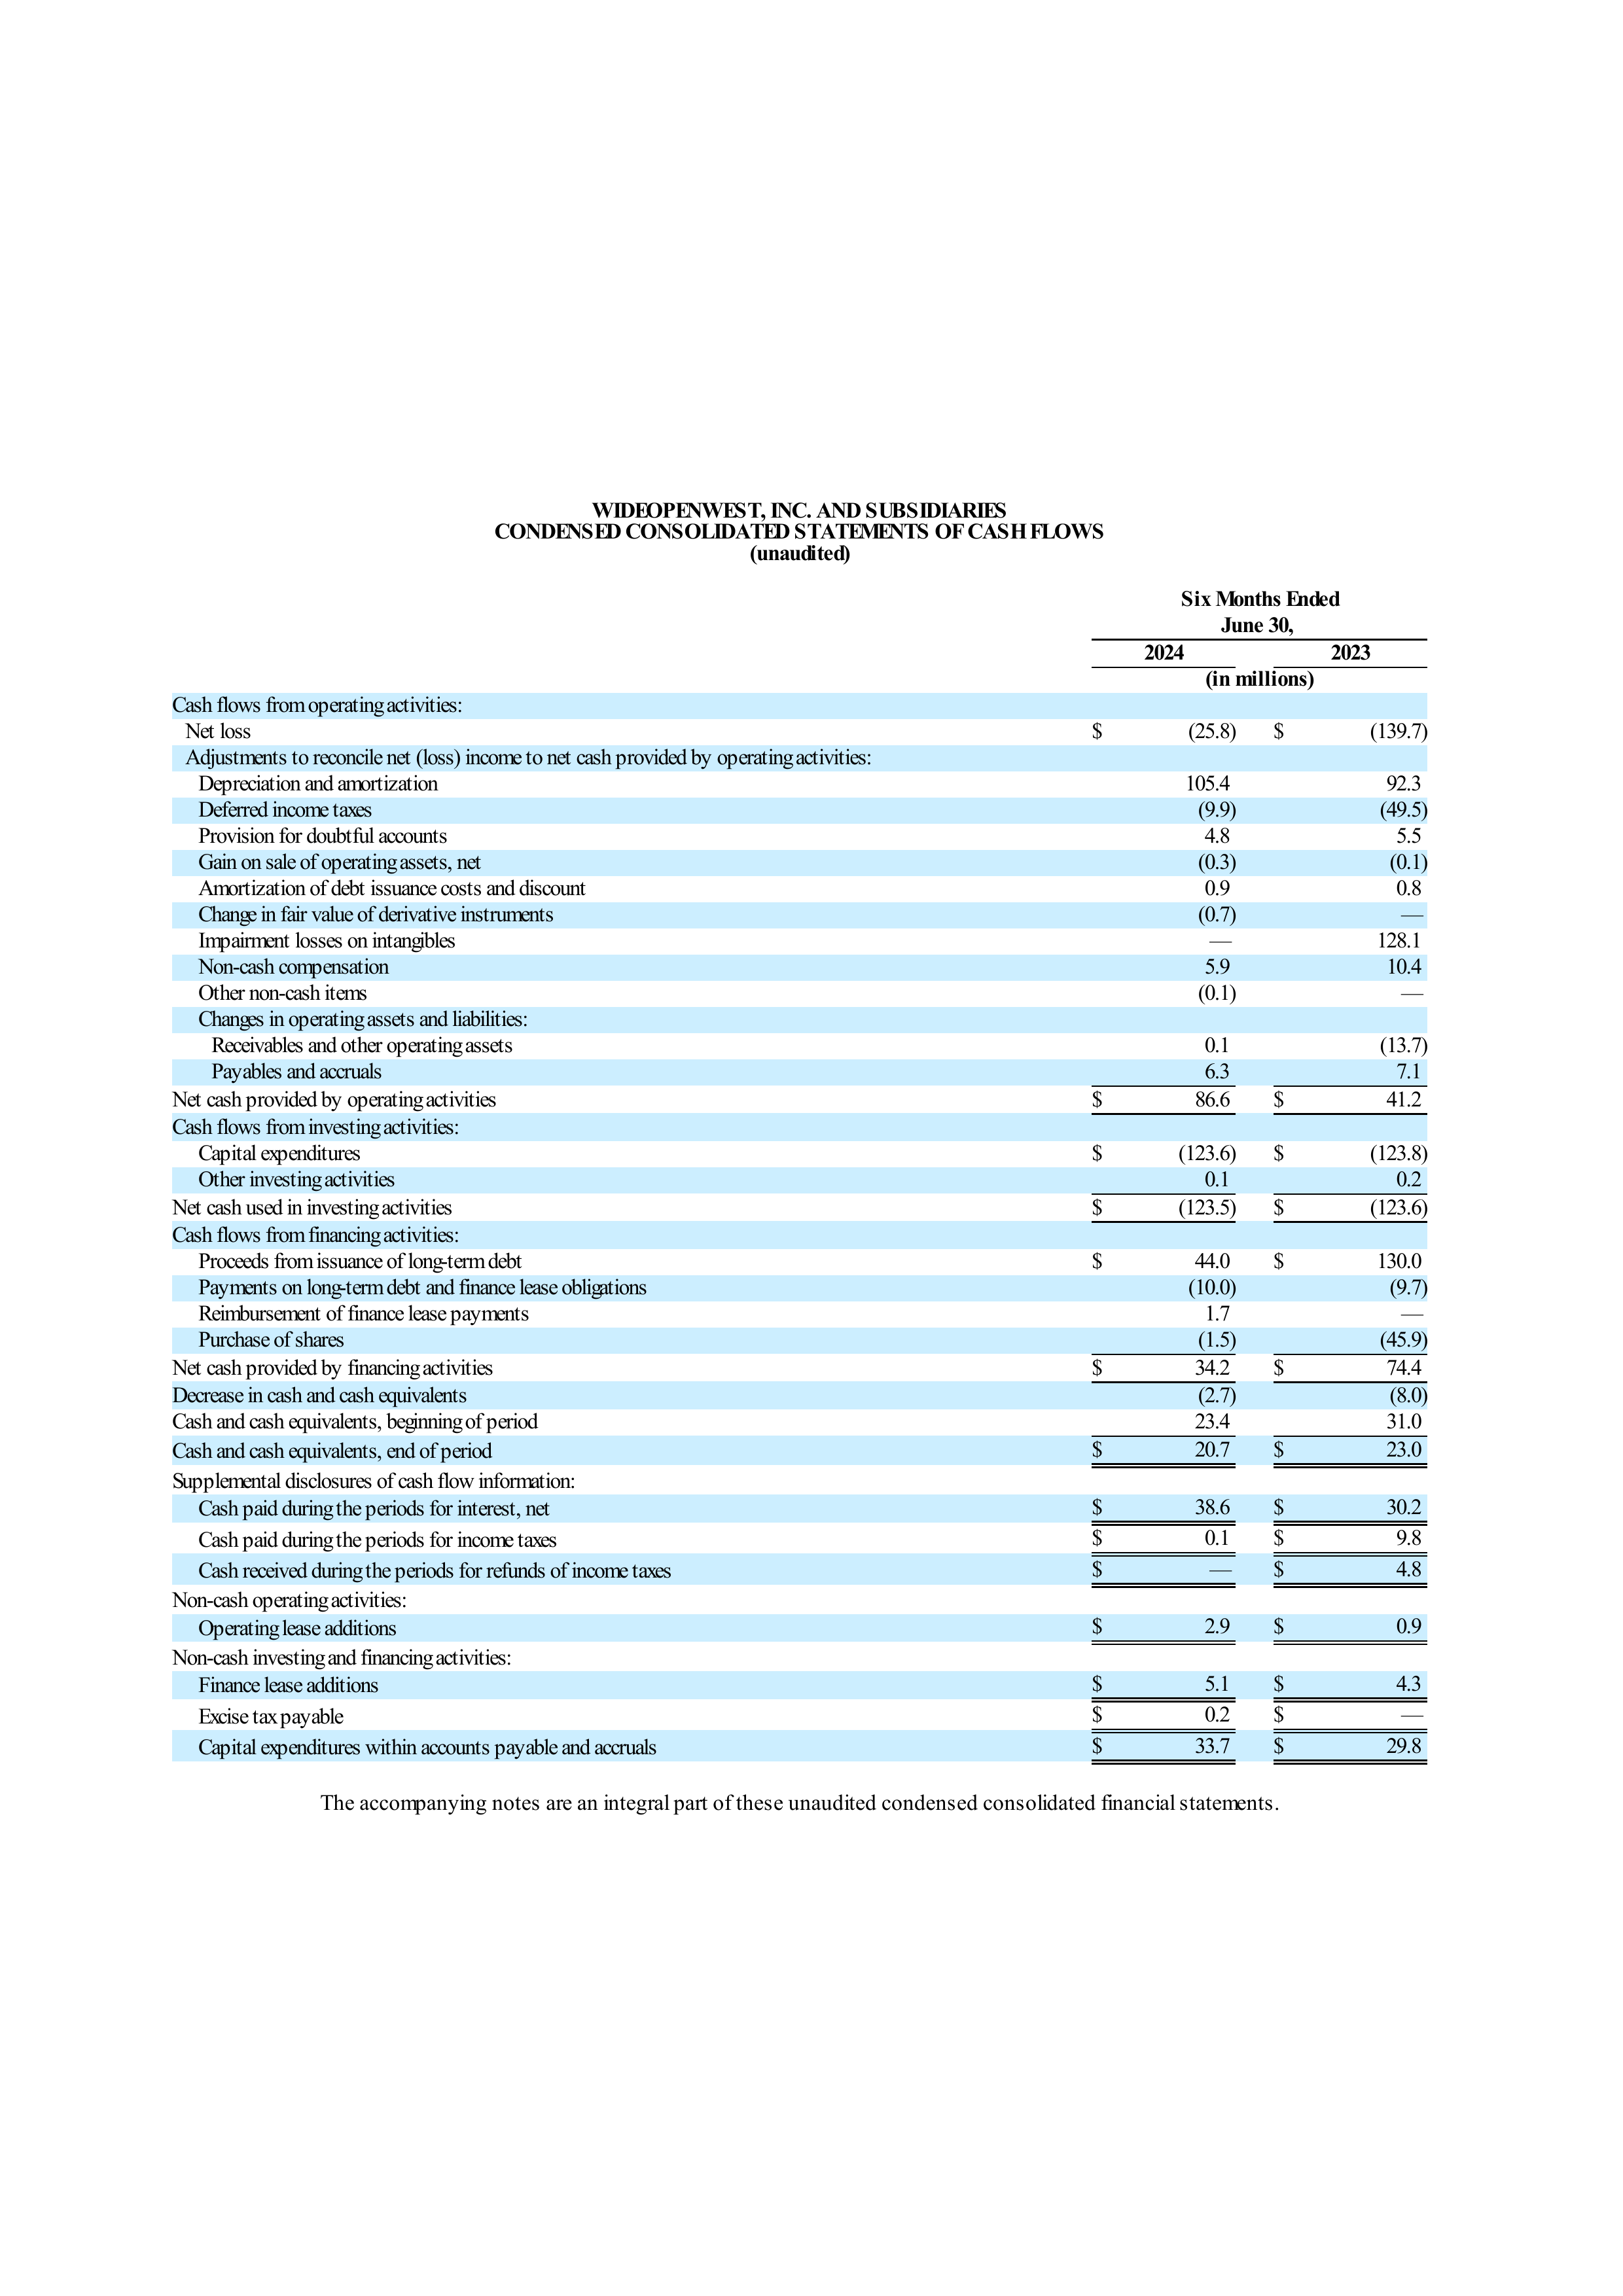 WIDEOPENWEST, INC. AND SUBSIDIARIES
CONDENSED CONSOLIDATED STATEMENTS OF CASH FLOWS
(unaudited)
Six Months Ended
June 30,
2024 2023
(in millions)
Cash flows from operating activities:
Net loss $ (25.8) $ (139.7)
Adjustments to reconcile net (loss) income to net cash provided by operating activities:
Depreciation and amortization 105.4 92.3
Deferred income taxes (9.9) (49.5)
Provision for doubtful accounts 4.8 5.5
Gain on sale of operating assets, net (0.3) (0.1)
Amortization of debt issuance costs and discount 0.9 0.8
Change in fair value of derivative instruments (0.7) —
Impairment losses on intangibles — 128.1
Non-cash compensation 5.9 10.4
Other non-cash items (0.1) —
Changes in operating assets and liabilities:
Receivables and other operating assets 0.1 (13.7)
Payables and accruals 6.3 7.1
Net cash provided by operating activities $ 86.6 $ 41.2
Cash flows from investing activities:
Capital expenditures $ (123.6) $ (123.8)
Other investing activities 0.1 0.2
Net cash used in investing activities $ (123.5) $ (123.6)
Cash flows from financing activities:
Proceeds from issuance of long-term debt $ 44.0 $ 130.0
Payments on long-term debt and finance lease obligations (10.0) (9.7)
Reimbursement of finance lease payments 1.7 —
Purchase of shares (1.5) (45.9)
Net cash provided by financing activities $ 34.2 $ 74.4
Decrease in cash and cash equivalents (2.7) (8.0)
Cash and cash equivalents, beginning of period 23.4 31.0
Cash and cash equivalents, end of period $ 20.7 $ 23.0
Supplemental disclosures of cash flow information:
Cash paid during the periods for interest, net $ 38.6 $ 30.2
Cash paid during the periods for income taxes $ 0.1 $ 9.8
Cash received during the periods for refunds of income taxes $ — $ 4.8
Non-cash operating activities:
Operating lease additions $ 2.9 $ 0.9
Non-cash investing and financing activities:
Finance lease additions $ 5.1 $ 4.3
Excise tax payable $ 0.2 $ —
Capital expenditures within accounts payable and accruals $ 33.7 $ 29.8
The accompanying notes are an integral part of these unaudited condensed consolidated financial statements.